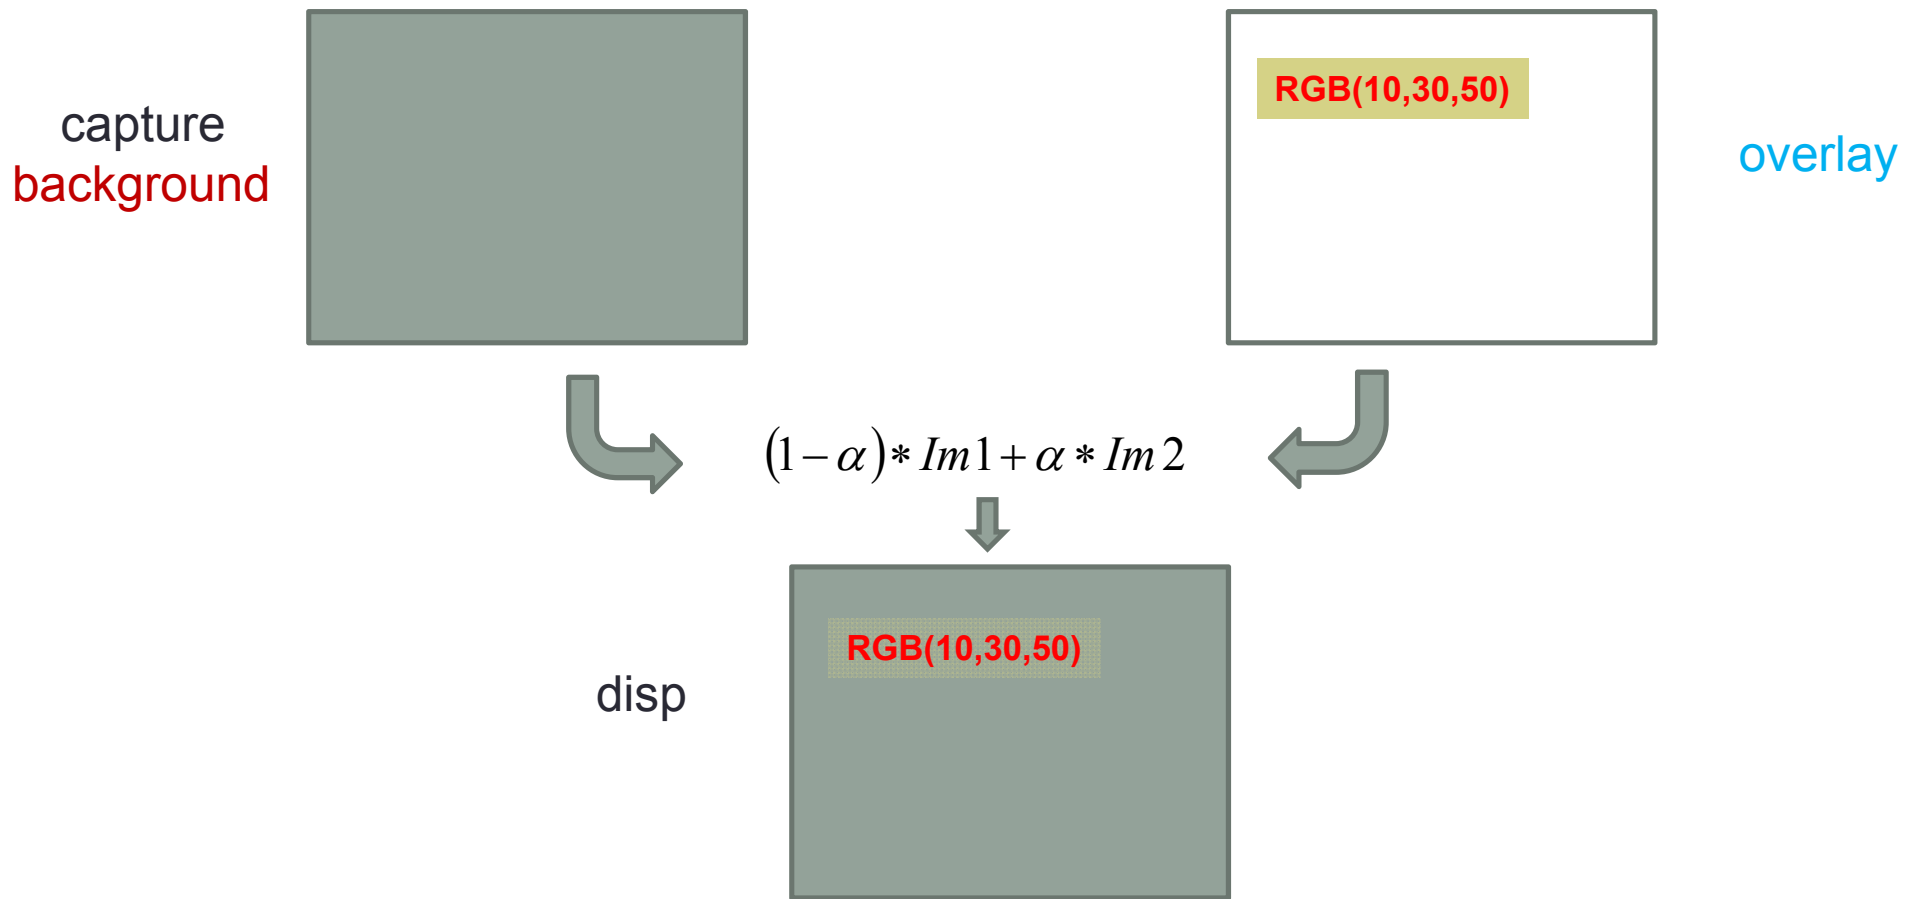 capture
background
RGB(10,30,50)
overlay
(1−α)∗Im1+α∗Im2
RGB(10,30,50)
disp